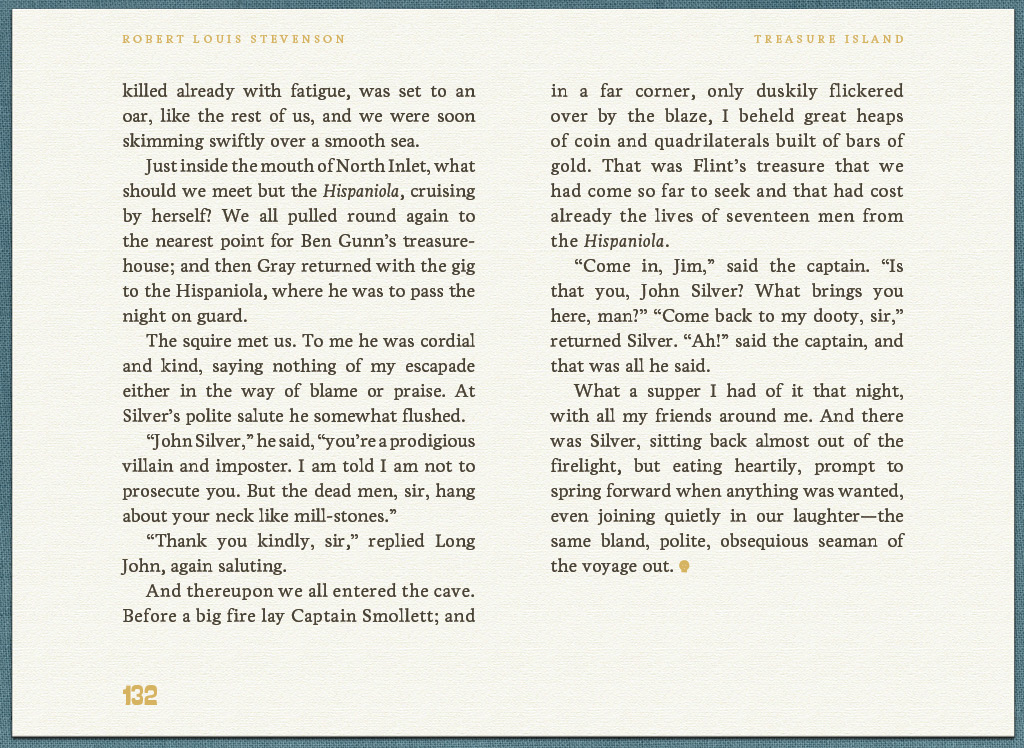 ROBERT LOUIS STEVENSON
TREASURE ISLAND
killed already with fatigue, was set to an
oar, like the rest of us, and we were soon
skimming swiftly over a smooth sea.
Just inside the mouth of North Inlet, what
should we meet but the Hispaniola, cruising
by herself? We all pulled round again to
the nearest point for Ben Gunn’s treasure-
house; and then Gray returned with the gig
to the Hispaniola, where he was to pass the
night on guard.
The squire met us. To me he was cordial
and kind, saying nothing of my escapade
either in the way of blame or praise. At
Silver’s polite salute he somewhat flushed.
“John Silver,” he said, “you’re a prodigious
villain and imposter. I am told I am not to
prosecute you. But the dead men, sir, hang
about your neck like mill-stones.”
“Thank you kindly, sir,” replied Long
John, again saluting.
And thereupon we all entered the cave.
Before a big fire lay Captain Smollett; and
in a far corner, only duskily flickered
over by the blaze, I beheld great heaps
of coin and quadrilaterals built of bars of
gold. That was Flint’s treasure that we
had come so far to seek and that had cost
already the lives of seventeen men from
the Hispaniola.
“Come in, Jim,” said the captain. “Is
that you, John Silver? What brings you
here, man?” “Come back to my dooty, sir,”
returned Silver. “Ah!” said the captain, and
that was all he said.
What a supper I had of it that night,
with all my friends around me. And there
was Silver, sitting back almost out of the
firelight, but eating heartily, prompt to
spring forward when anything was wanted,
even joining quietly in our laughter—the
same bland, polite, obsequious seaman of
the voyage out.
132